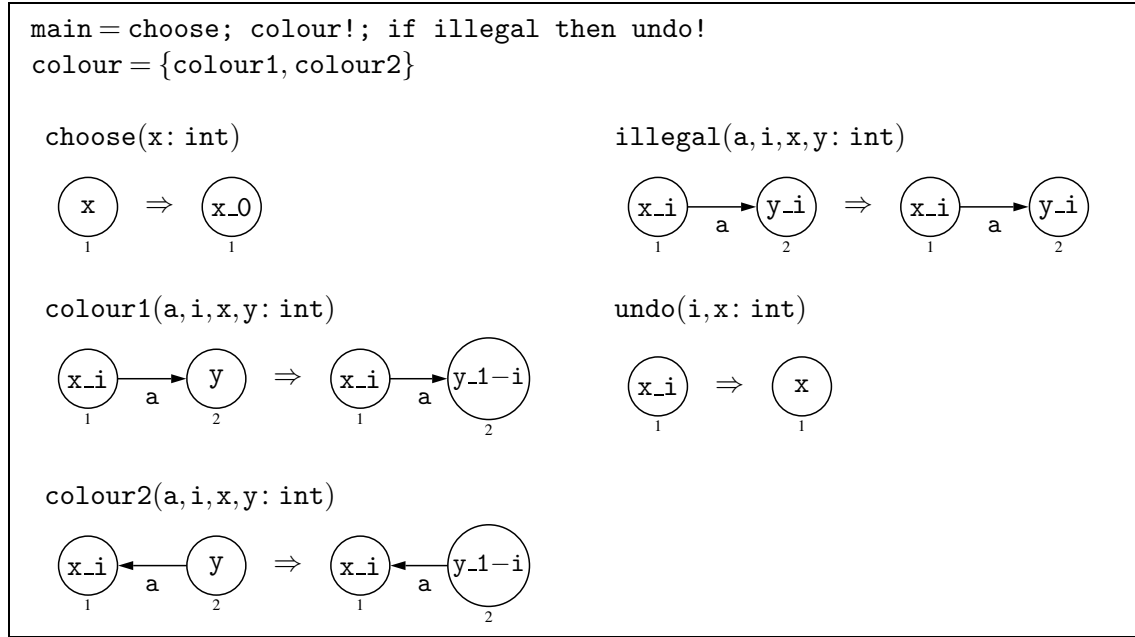 main = choose; colour!; if illegal then undo!
colour = {colour1, colour2}
choose(x: int)
x ⇒ x_0
1 1
illegal(a, i, x, y: int)
x_i a y_i ⇒ x_i a y_i
1 2 1 2
colour1(a, i, x, y: int)
x_i a y ⇒ x_i a y_1−i
1 2 1 2
undo(i, x: int)
x_i ⇒ x
1 1
colour2(a, i, x, y: int)
x_i a y ⇒ x_i a y_1−i
1 2 1 2